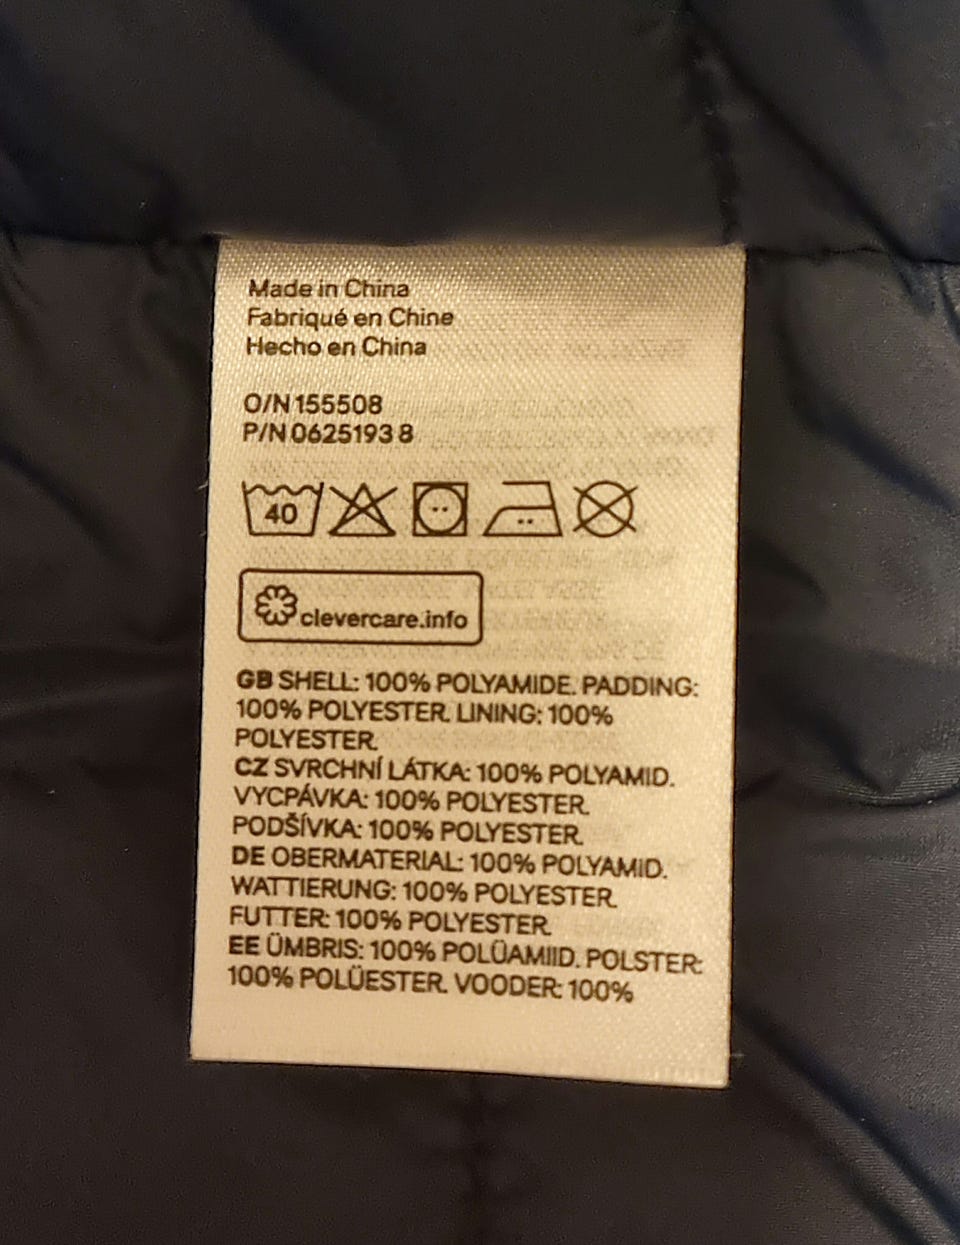 Made in China
Fabriqué en Chine
Hecho en China
O/N 155508
P/N 0625193 8
40
clevercare.info
GB SHELL: 100% POLYAMIDE. PADDING:
100% POLYESTER. LINING: 100%
POLYESTER.
CZ SVRCHNÍ LÁTKA: 100% POLYAMID.
VYCPÁVKA: 100% POLYESTER.
PODŠÍVKA: 100% POLYESTER.
DE OBERMATERIAL: 100% POLYAMID.
WATTIERUNG: 100% POLYESTER.
FUTTER: 100% POLYESTER.
EE ÜMBRIS: 100% POLÜAMIID. POLSTER:
100% POLÜESTER. VOODER: 100%